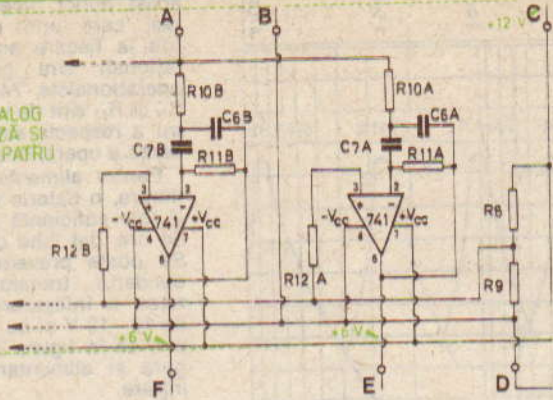 A
B
C
+12 V
R10B
R10A
ALOG
ZĂ ȘI
PATRU
C6B
C6A
C7B
C7A
R11B
R11A
3
2
3
2
+
-
+
-
-Vcc
741
+Vcc
-Vcc
741
+Vcc
4
7
4
7
6
6
R8
R12 B
R12 A
R9
+6 V
+6 V
F
E
D